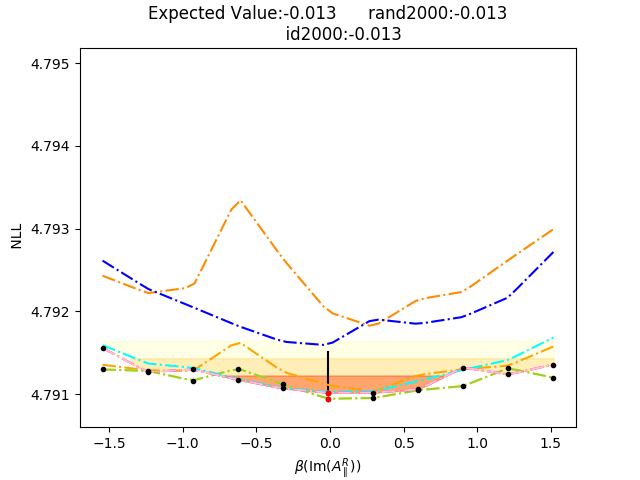 Expected Value:-0.013      rand2000:-0.013
id2000:-0.013
4.795
4.794
4.793
4.792
4.791
NLL
−1.5 −1.0 −0.5 0.0 0.5 1.0 1.5
β(Im(A∥^R))